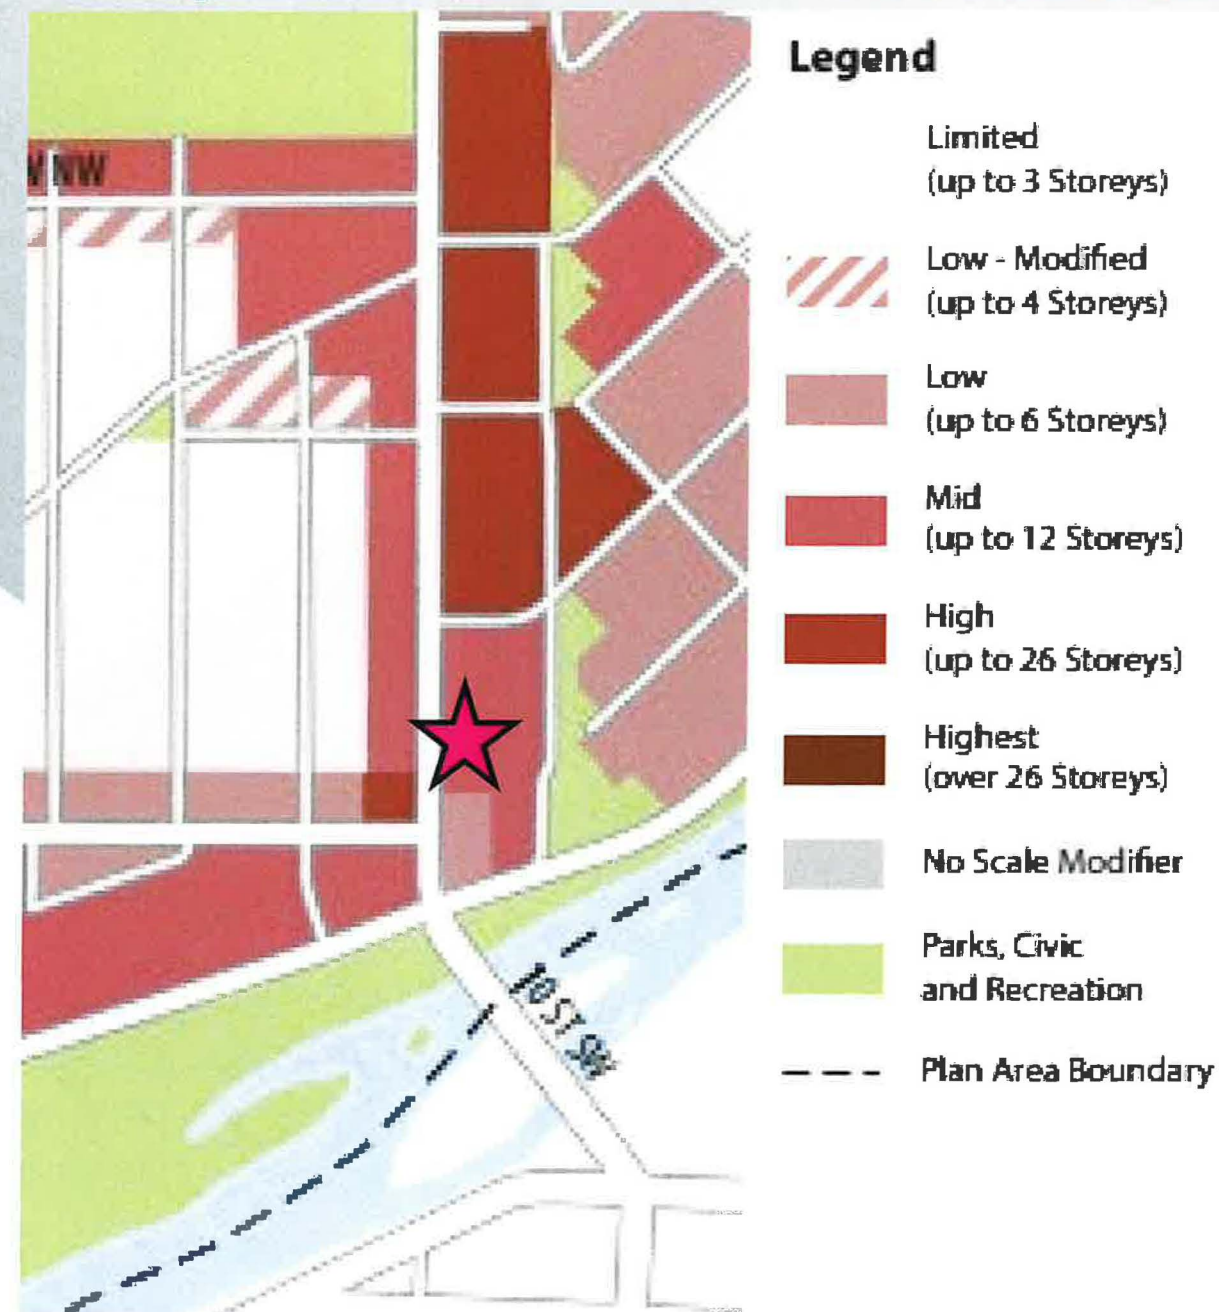 NW
10 ST SW
Legend
Limited
(up to 3 Storeys)
Low - Modified
(up to 4 Storeys)
Low
(up to 6 Storeys)
Mid
(up to 12 Storeys)
High
(up to 26 Storeys)
Highest
(over 26 Storeys)
No Scale Modifier
Parks, Civic
and Recreation
Plan Area Boundary